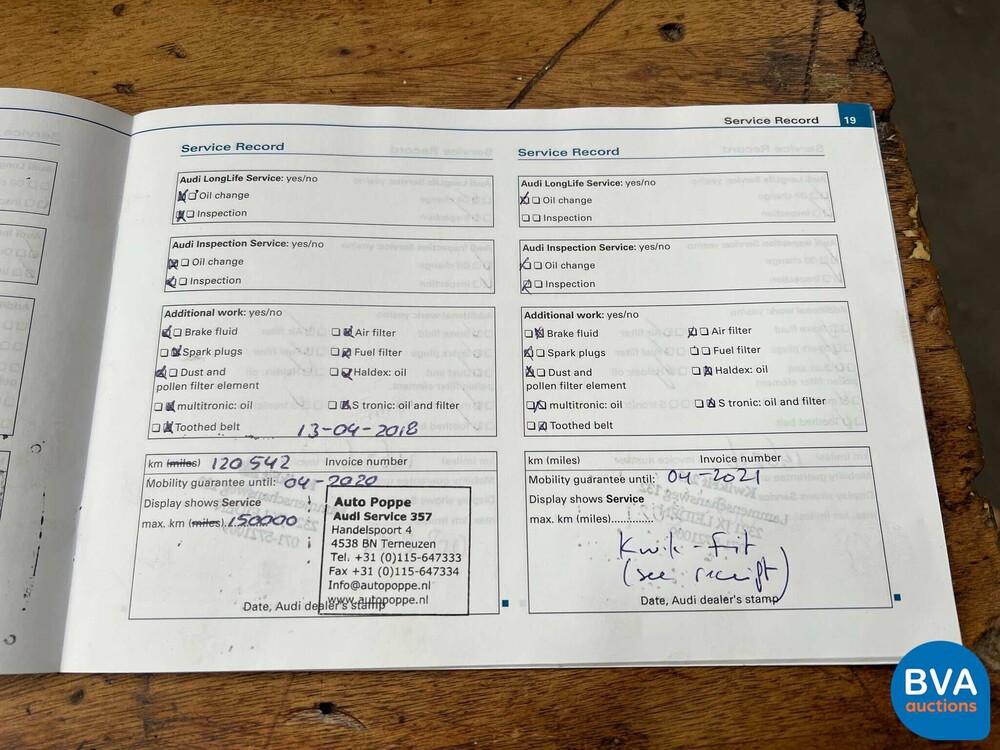 Service Record 19
Service Record
Audi LongLife Service: yes/no
Oil change
Inspection
Audi Inspection Service: yes/no
Oil change
Inspection
Additional work: yes/no
Brake fluid Air filter
Spark plugs Fuel filter
Dust and Haldex: oil
pollen filter element
multitronic: oil S tronic: oil and filter
Toothed belt 13-04-2018
km (miles) 120542 Invoice number
Mobility guarantee until: 04-2020
Display shows Service
max. km (miles) 150000
Auto Poppe
Audi Service 357
Handelspoort 4
4538 BN Terneuzen
Tel. +31 (0)115-647333
Fax +31 (0)115-647334
Info@autopoppe.nl
www.autopoppe.nl
Date, Audi dealer's stamp
Service Record
Audi LongLife Service: yes/no
Oil change
Inspection
Audi Inspection Service: yes/no
Oil change
Inspection
Additional work: yes/no
Brake fluid Air filter
Spark plugs Fuel filter
Dust and Haldex: oil
pollen filter element
multitronic: oil S tronic: oil and filter
Toothed belt
km (miles) Invoice number
Mobility guarantee until: 04-2021
Display shows Service
max. km (miles).............
Kwik-Fit
(see receipt)
Date, Audi dealer's stamp
BVA
auctions